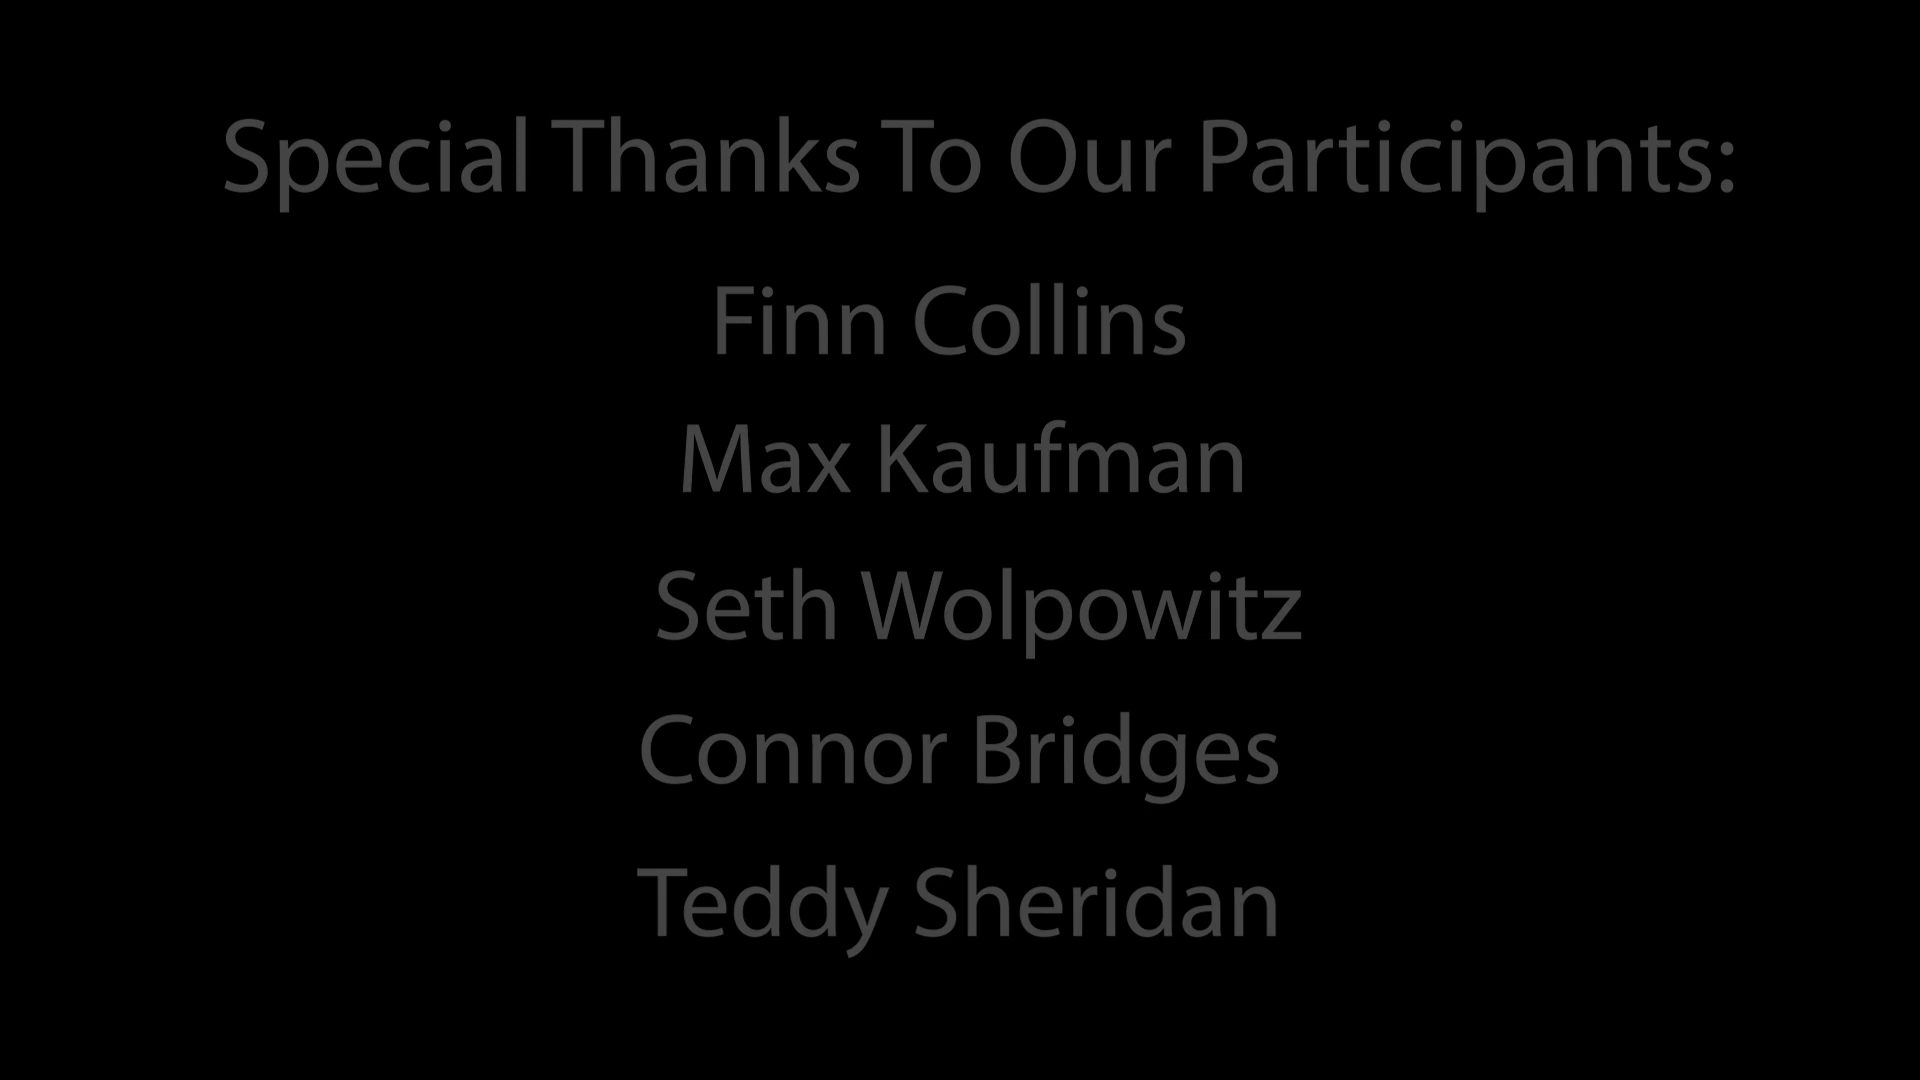 Special Thanks To Our Participants:
Finn Collins
Max Kaufman
Seth Wolpowitz
Connor Bridges
Teddy Sheridan